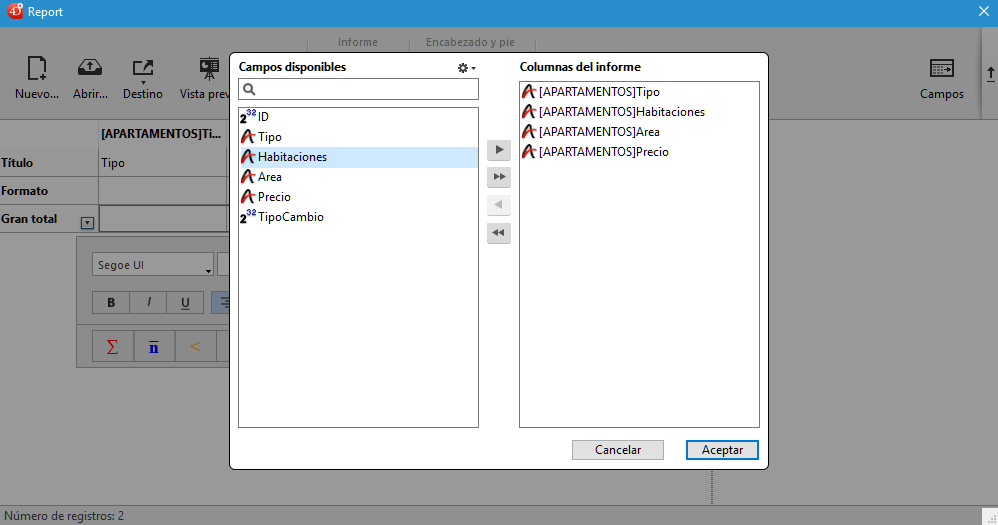 Report
Informe
Encabezado y pie
Nuevo...
Abrir...
Destino
Vista prev
Campos
[APARTAMENTOS]Ti...
Título
Tipo
Formato
Gran total
Segoe UI
B I U
Σ n <
Campos disponibles
2³² ID
Tipo
Habitaciones
Area
Precio
2³² TipoCambio
Columnas del informe
[APARTAMENTOS]Tipo
[APARTAMENTOS]Habitaciones
[APARTAMENTOS]Area
[APARTAMENTOS]Precio
Cancelar
Aceptar
Número de registros: 2